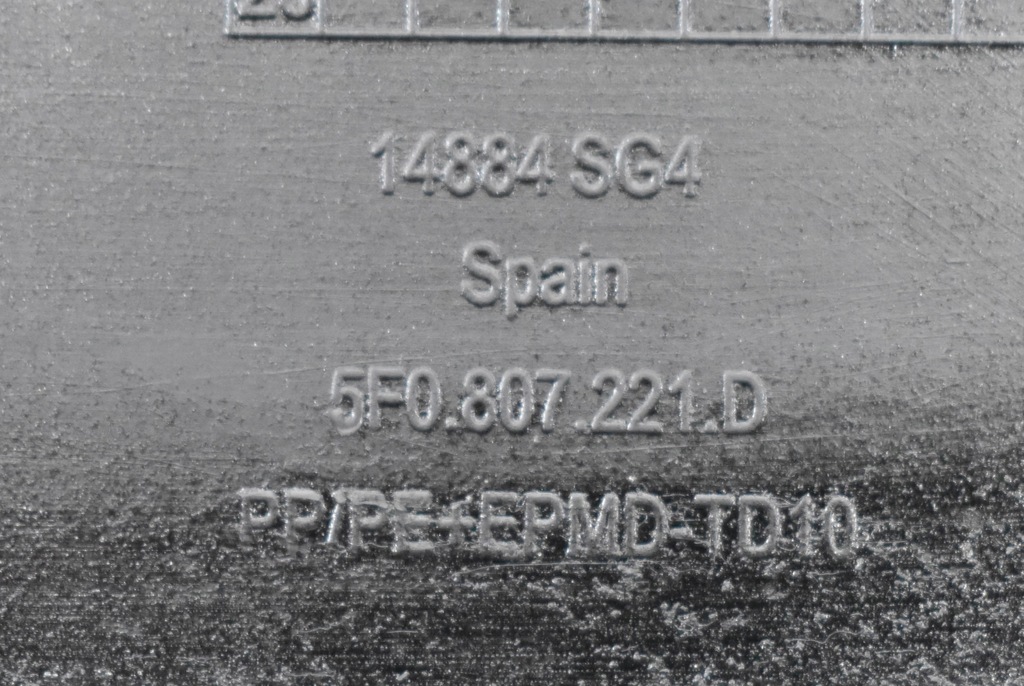 14884 SG4
Spain
5F0.807.221.D
PP/PE+EPMD-TD10